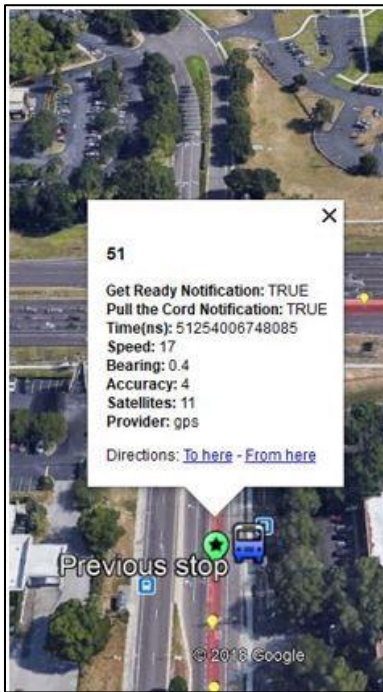 51
Get Ready Notification: TRUE
Pull the Cord Notification: TRUE
Time(ns): 51254006748085
Speed: 17
Bearing: 0.4
Accuracy: 4
Satellites: 11
Provider: gps
Directions: To here - From here
Previous stop
© 2018 Google